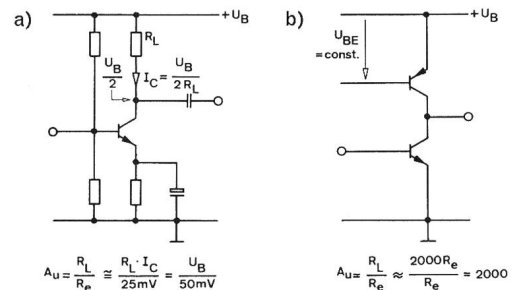 a)
R_L
+U_B
U_B/2
I_C = U_B/2R_L
A_u = R_L/R_e ≅ R_L · I_C/25mV = U_B/50mV
b)
+U_B
U_BE
=const.
A_u ≃ R_L/R_e ≈ 2000R_e/R_e = 2000